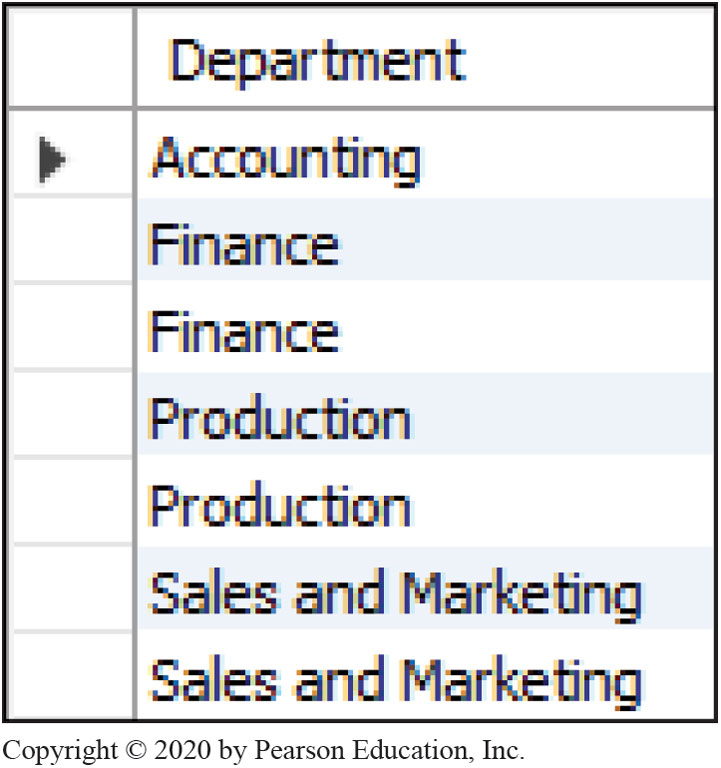 Department
Accounting
Finance
Finance
Production
Production
Sales and Marketing
Sales and Marketing
Copyright © 2020 by Pearson Education, Inc.